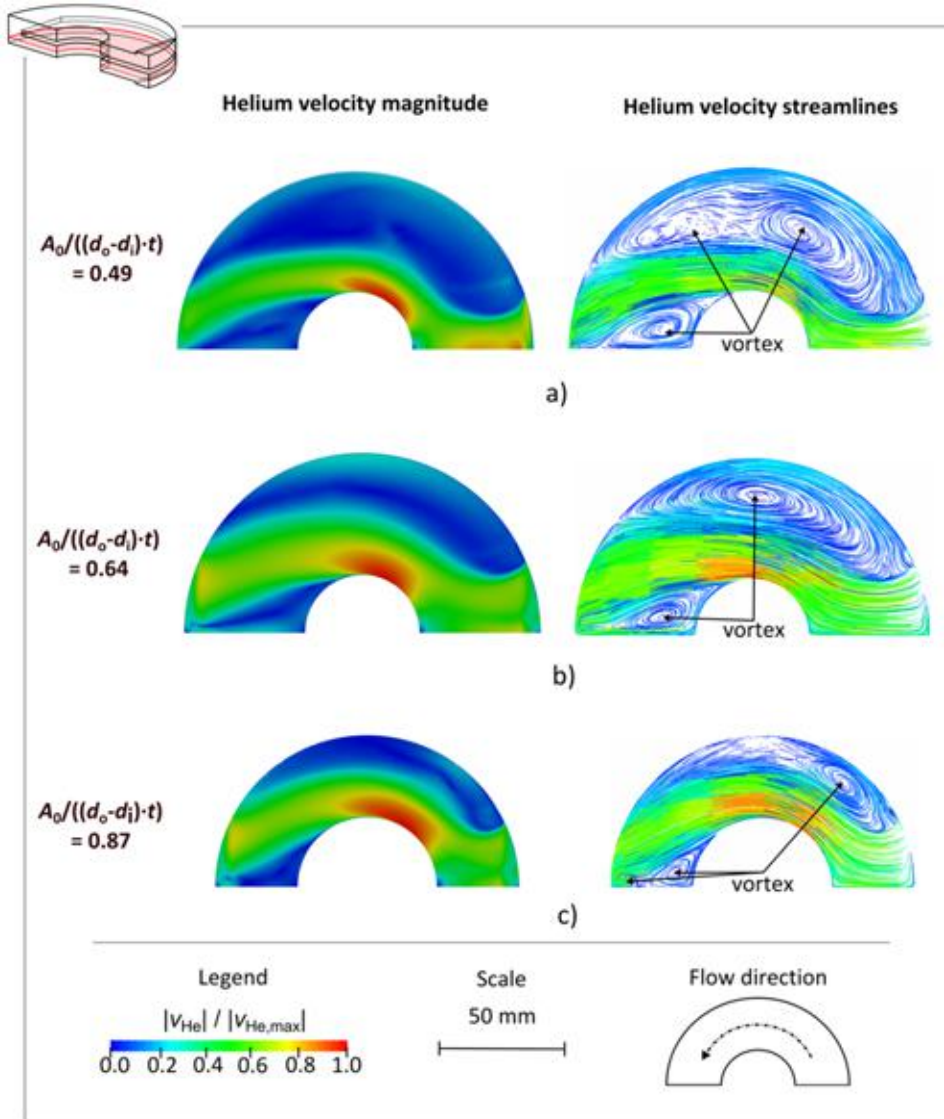 Helium velocity magnitude
Helium velocity streamlines
A₀/((dₒ-dᵢ)·t)
= 0.49
vortex
a)
A₀/((dₒ-dᵢ)·t)
= 0.64
vortex
b)
A₀/((dₒ-dᵢ)·t)
= 0.87
vortex
c)
Legend
Scale
Flow direction
|v_He| / |v_He,max|
50 mm
0.0 0.2 0.4 0.6 0.8 1.0